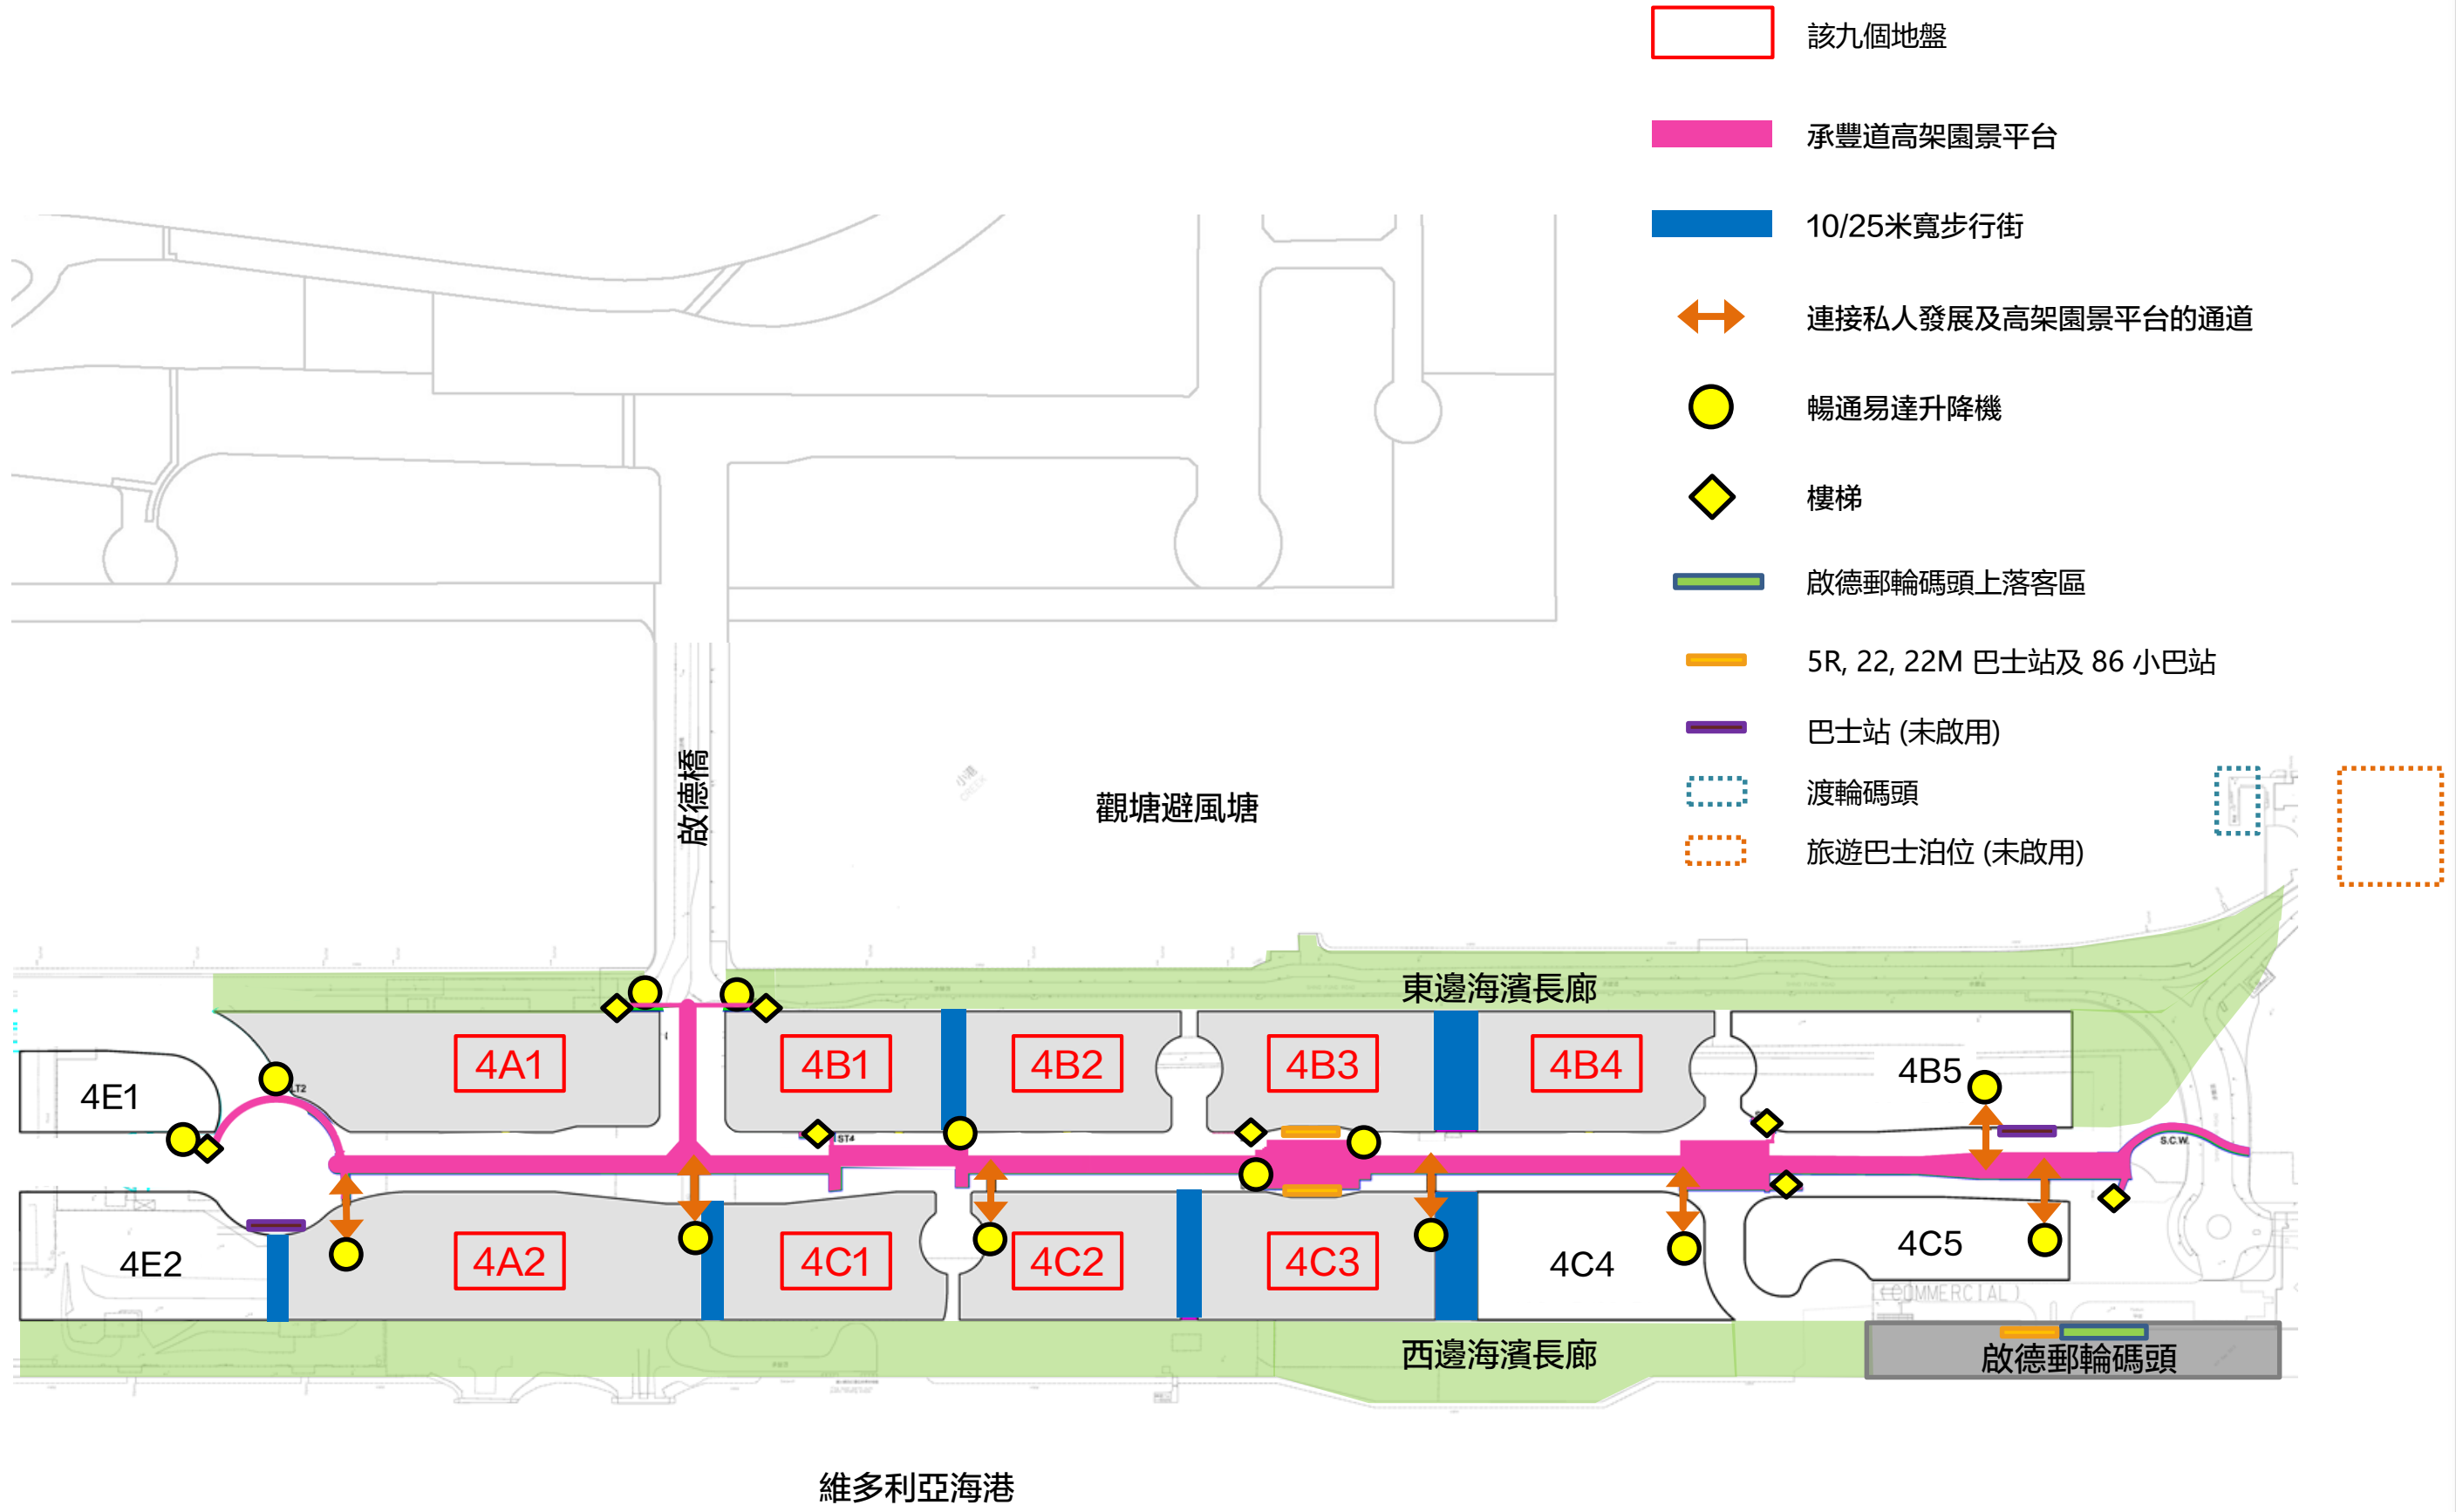 該九個地盤
承豐道高架園景平台
10/25米寬步行街
連接私人發展及高架園景平台的通道
暢通易達升降機
樓梯
啟德郵輪碼頭上落客區
5R, 22, 22M 巴士站及 86 小巴站
巴士站 (未啟用)
渡輪碼頭
旅遊巴士泊位 (未啟用)
啟德橋
小港
CREEK
觀塘避風塘
東邊海濱長廊
4A1
4B1
4B2
4B3
4B4
4B5
4E1
LT2
ST4
S.C.W.
4E2
4A2
4C1
4C2
4C3
4C4
4C5
(COMMERCIAL)
西邊海濱長廊
啟德郵輪碼頭
維多利亞海港